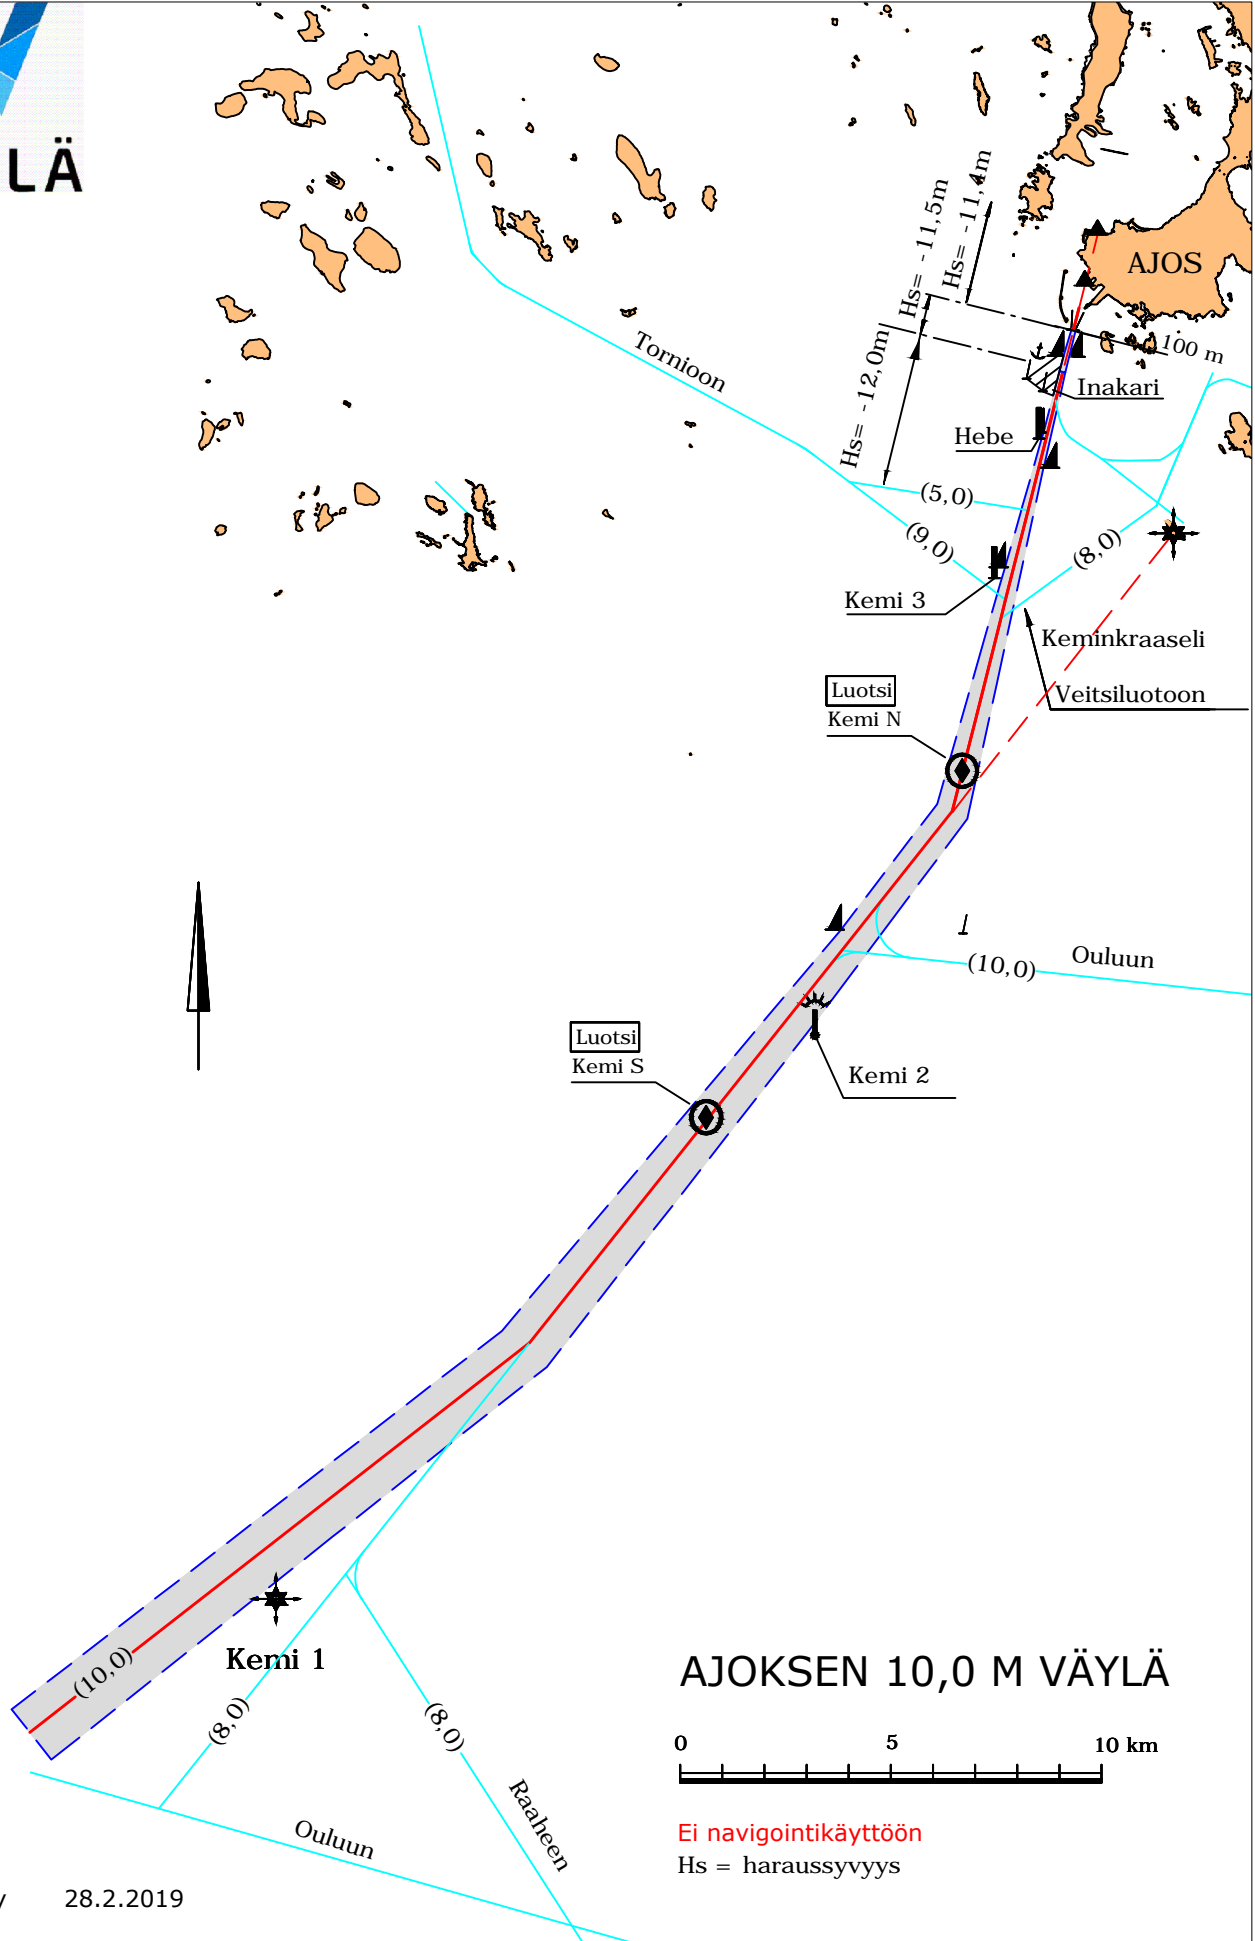 LÄ
Hs= -11,5m
Hs= -11,4m
Hs= -12,0m
AJOS
100 m
Inakari
Hebe
Tornioon
(5,0)
(9,0)
(8,0)
Kemi 3
Keminkraaseli
Veitsiluotoon
Luotsi
Kemi N
(10,0)
Ouluun
Luotsi
Kemi S
Kemi 2
(10,0)
Kemi 1
(8,0)
(8,0)
Raaheen
Ouluun
AJOKSEN 10,0 M VÄYLÄ
0 5 10 km
Ei navigointikäyttöön
Hs = haraussyvyys
28.2.2019